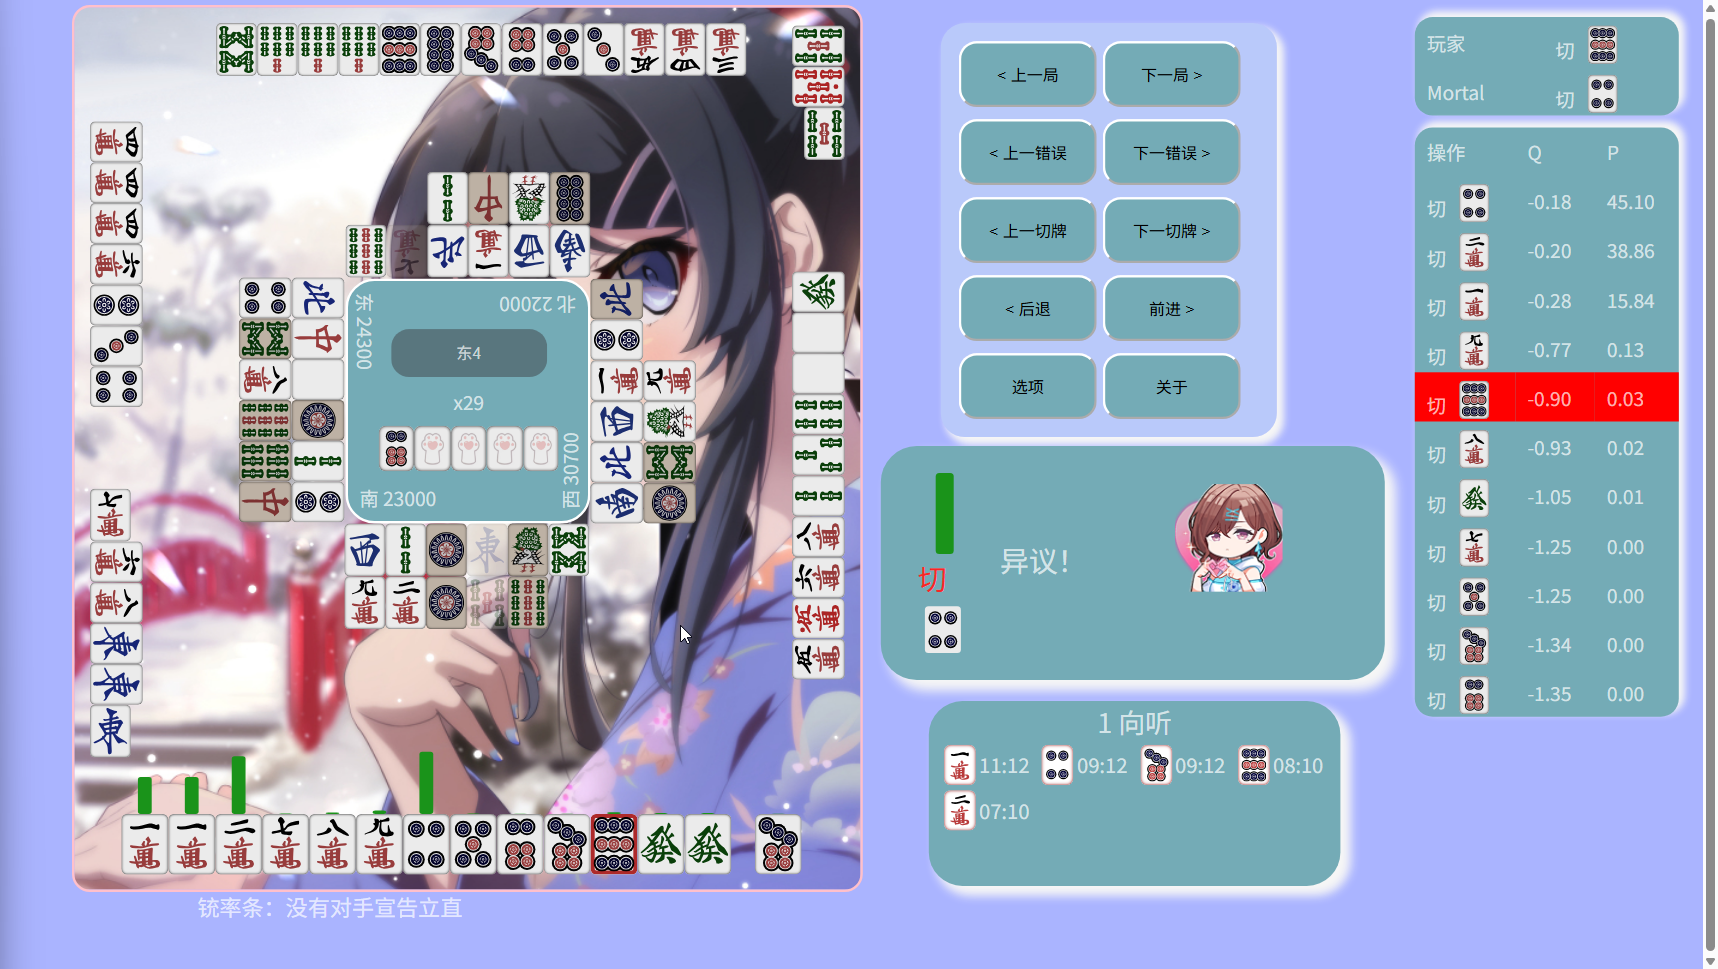 东 24300
北 22000
东4
x29
南 23000
西 30700
铳率条：没有对手宣告立直
< 上一局
下一局 >
< 上一错误
下一错误 >
< 上一切牌
下一切牌 >
< 后退
前进 >
选项
关于
切
异议！
1 向听
11:12
09:12
09:12
08:10
07:10
玩家 切
Mortal 切
操作 Q P
切 -0.18 45.10
切 -0.20 38.86
切 -0.28 15.84
切 -0.77 0.13
切 -0.90 0.03
切 -0.93 0.02
切 -1.05 0.01
切 -1.25 0.00
切 -1.25 0.00
切 -1.34 0.00
切 -1.35 0.00